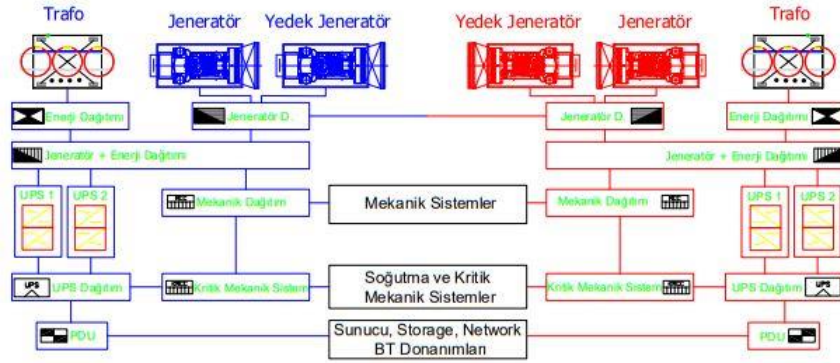 Trafo
Jeneratör
Yedek Jeneratör
Yedek Jeneratör
Jeneratör
Trafo
Enerji Dağıtımı
Jeneratör D.
Jeneratör D.
Enerji Dağıtımı
Jeneratör + Enerji Dağıtımı
Jeneratör + Enerji Dağıtımı
UPS 1
UPS 2
Mekanik Dağıtım
Mekanik Sistemler
Mekanik Dağıtım
UPS 1
UPS 2
UPS
UPS Dağıtım
Kritik Mekanik Sistem
Soğutma ve Kritik
Mekanik Sistemler
Kritik Mekanik Sistem
UPS Dağıtım
UPS
PDU
Sunucu, Storage, Network
BT Donanımları
PDU